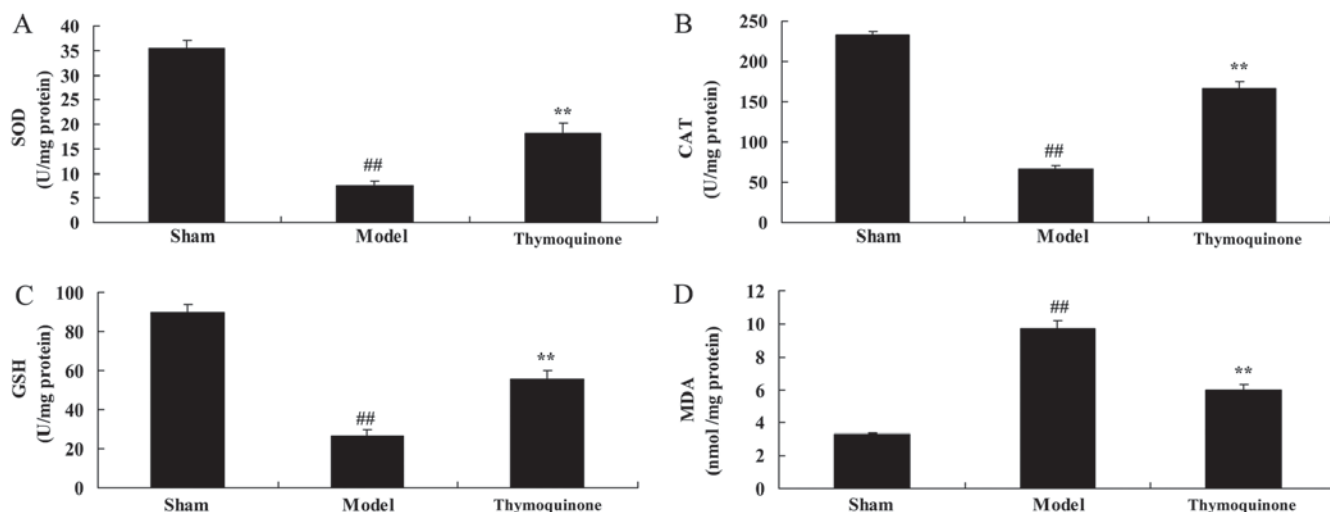 A
SOD
(U/mg protein)
40
35
30
25
20
15
10
5
0
##
**
Sham
Model
Thymoquinone
B
CAT
(U/mg protein)
250
200
150
100
50
0
##
**
Sham
Model
Thymoquinone
C
GSH
(U/mg protein)
100
80
60
40
20
0
##
**
Sham
Model
Thymoquinone
D
MDA
(nmol /mg protein)
12
10
8
6
4
2
0
##
**
Sham
Model
Thymoquinone